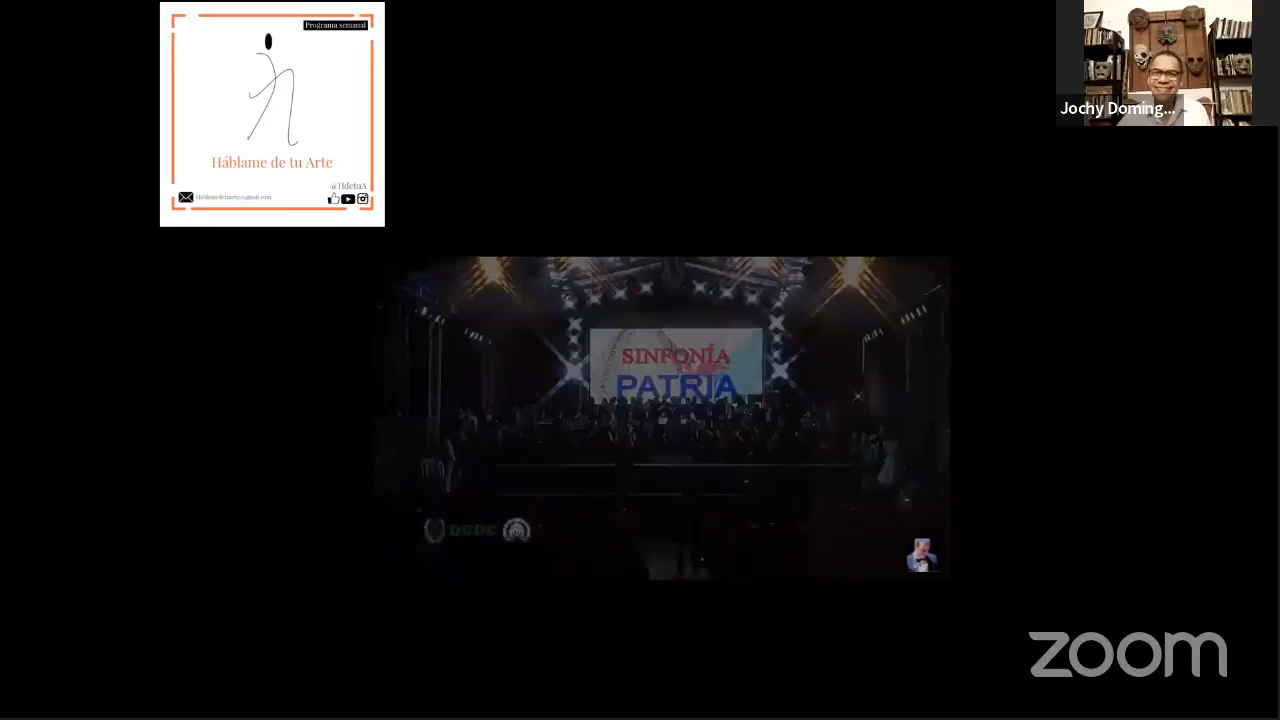 Programa semanal
Háblame de tu Arte
@HdetuA
Jochy Doming...
SINFONÍA
PATRIA
zoom